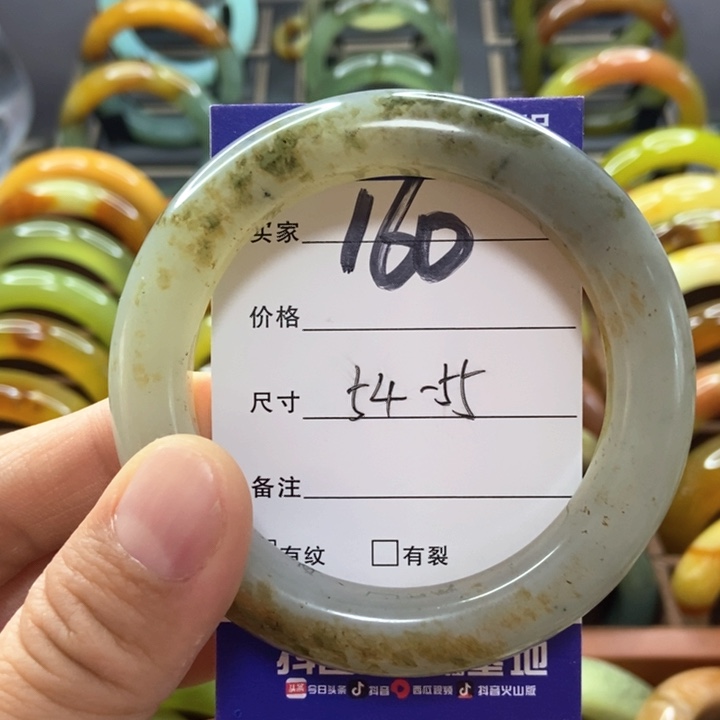 买家 160
价格
尺寸 54-55
备注
有纹 □有裂
今日头条 抖音 西瓜视频 抖音火山版